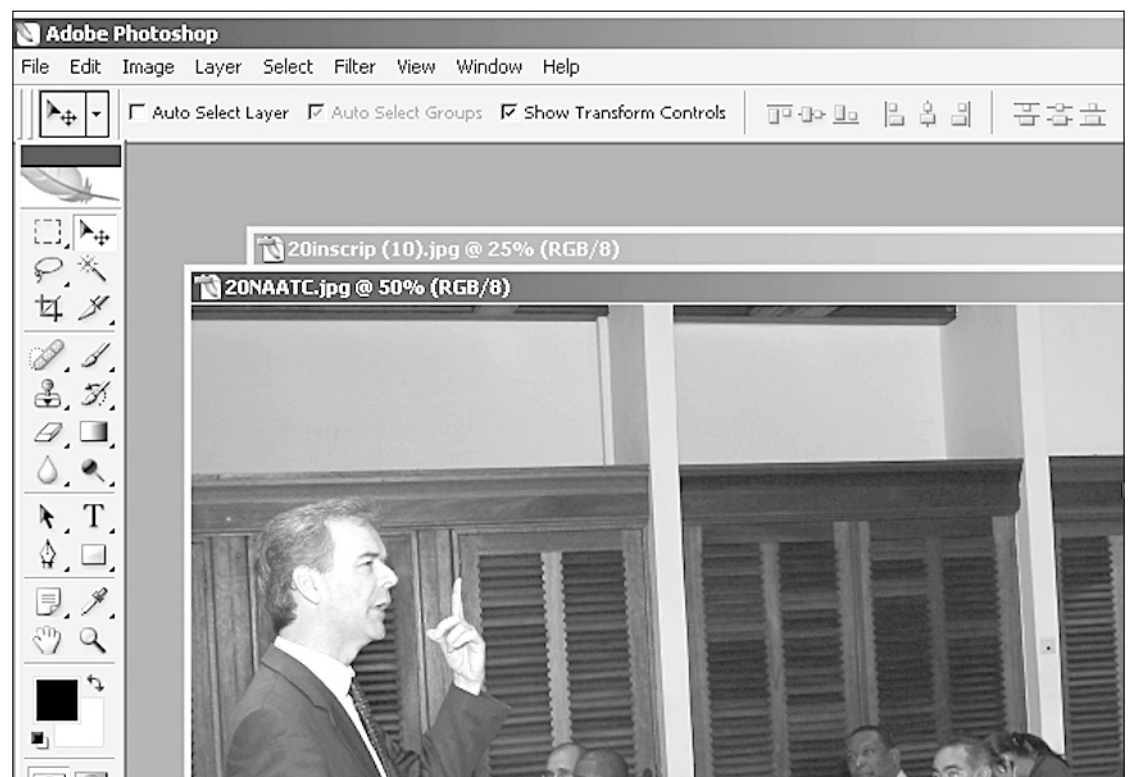 Adobe Photoshop
File Edit Image Layer Select Filter View Window Help
Auto Select Layer Auto Select Groups Show Transform Controls
20inscrip (10).jpg @ 25% (RGB/8)
20NAATC.jpg @ 50% (RGB/8)
T